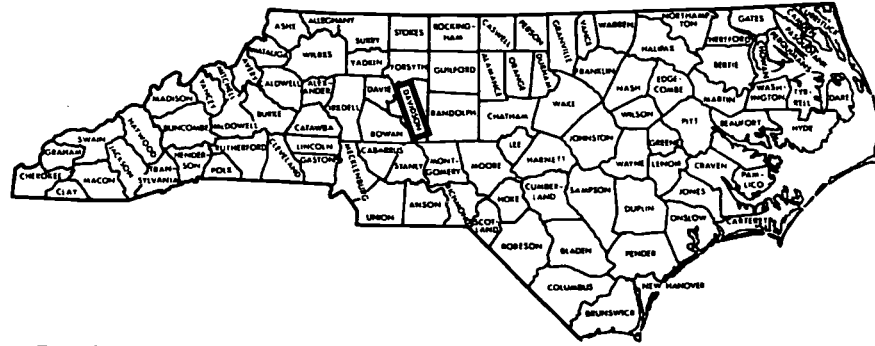 ASHE
ALLEGHANY
SURRY
STOKES
ROCKING-
HAM
CASWELL
PERSON
GRANVILLE
VANCE
WARREN
NORTHAMP-
TON
GATES
HERTFORD
HALIFAX
BERTIE
WATAUGA
WILKES
YADKIN
FORSYTH
GUILFORD
ALAMANCE
ORANGE
DURHAM
FRANKLIN
NASH
EDGE-
COMBE
MARTIN
WASH-
INGTON
TYR-
RELL
DARE
AVERY
MITCHELL
YANCEY
CALDWELL
ALEX-
ANDER
IREDELL
DAVIE
DAVIDSON
RANDOLPH
CHATHAM
WAKE
WILSON
PITT
BEAUFORT
HYDE
MADISON
BUNCOMBE
McDOWELL
BURKE
CATAWBA
ROWAN
LEE
JOHNSTON
GREENE
SWAIN
HAYWOOD
RUTHERFORD
CLEVELAND
LINCOLN
GASTON
MECKLENBURG
CABARRUS
STANLY
MONT-
GOMERY
MOORE
HARNETT
WAYNE
LENOIR
CRAVEN
PAM-
LICO
GRAHAM
CHEROKEE
CLAY
MACON
JACKSON
TRAN-
SYLVANIA
HENDER-
SON
POLK
UNION
ANSON
RICHMOND
SCOT-
LAND
HOKE
CUMBER-
LAND
SAMPSON
DUPLIN
JONES
ONSLOW
CARTERET
ROBESON
BLADEN
PENDER
COLUMBUS
NEW HANOVER
BRUNSWICK